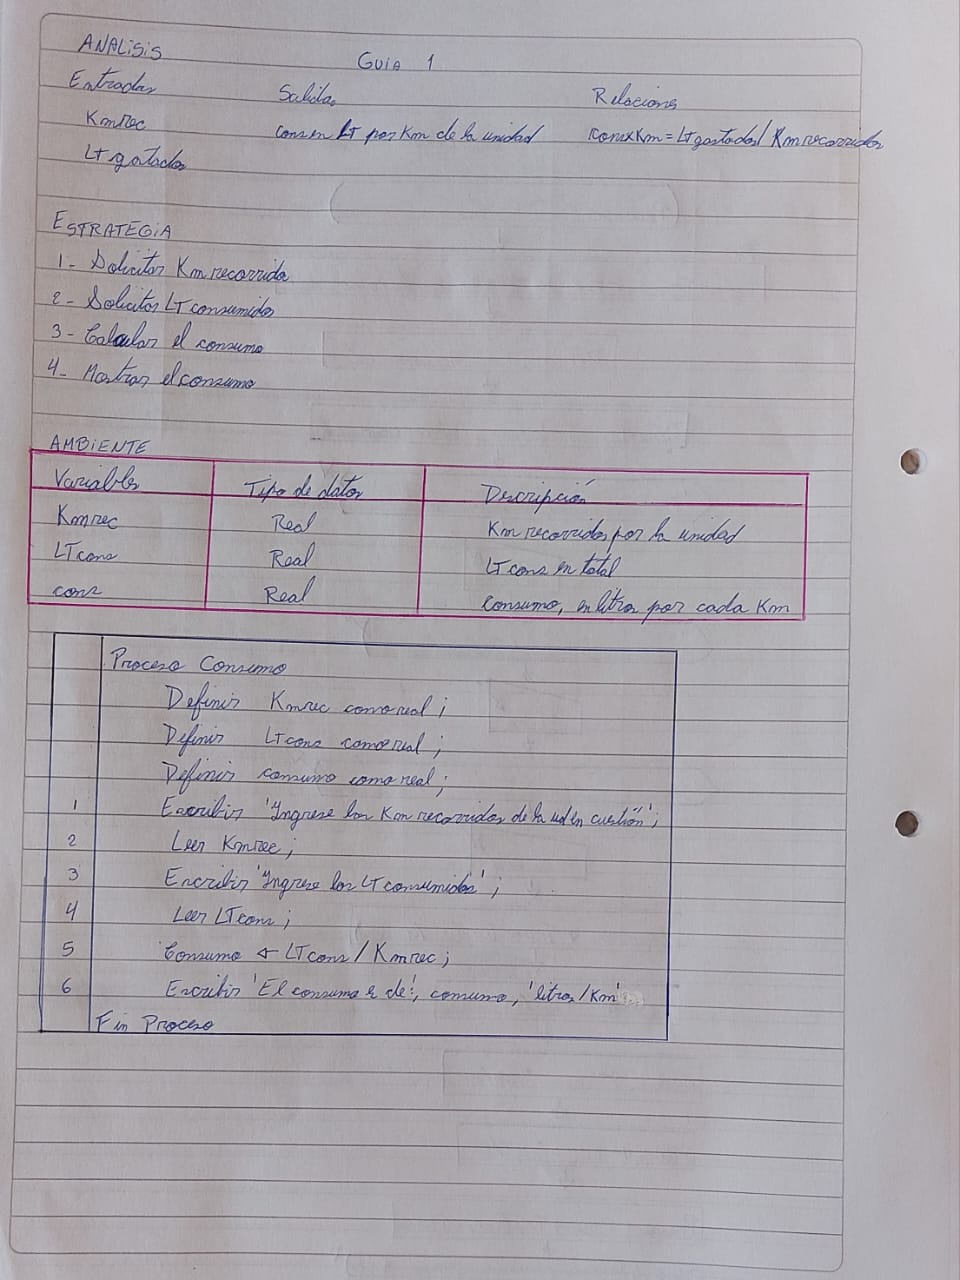 ANALISIS
GUIA 1
Entradas Salidas Relaciones
Kmrec cons en LT por Km de la unidad consxKm = LT gastados/ Km recorridos
LT gastados
ESTRATEGIA
1- Solicitar Km recorridos
2- Solicitar LT consumidos
3- Calcular el consumo
4- Mostrar el consumo
AMBIENTE
Variables Tipo de datos Descripción
Kmrec Real Km recorridos por la unidad
LTcons Real LT cons en total
cons Real Consumo, en litros por cada Km
Proceso Consumo
Definir Kmrec como real;
Definir LTcons como real;
Definir consumo como real;
1 Escribir 'Ingrese los Km recorridos de la ud en cuestión';
2 Leer Kmrec;
3 Escribir 'Ingrese los LT consumidos';
4 Leer LTcons;
5 Consumo ← LTcons / Kmrec;
6 Escribir 'El consumo es de:', consumo, 'litros/Km'
Fin Proceso